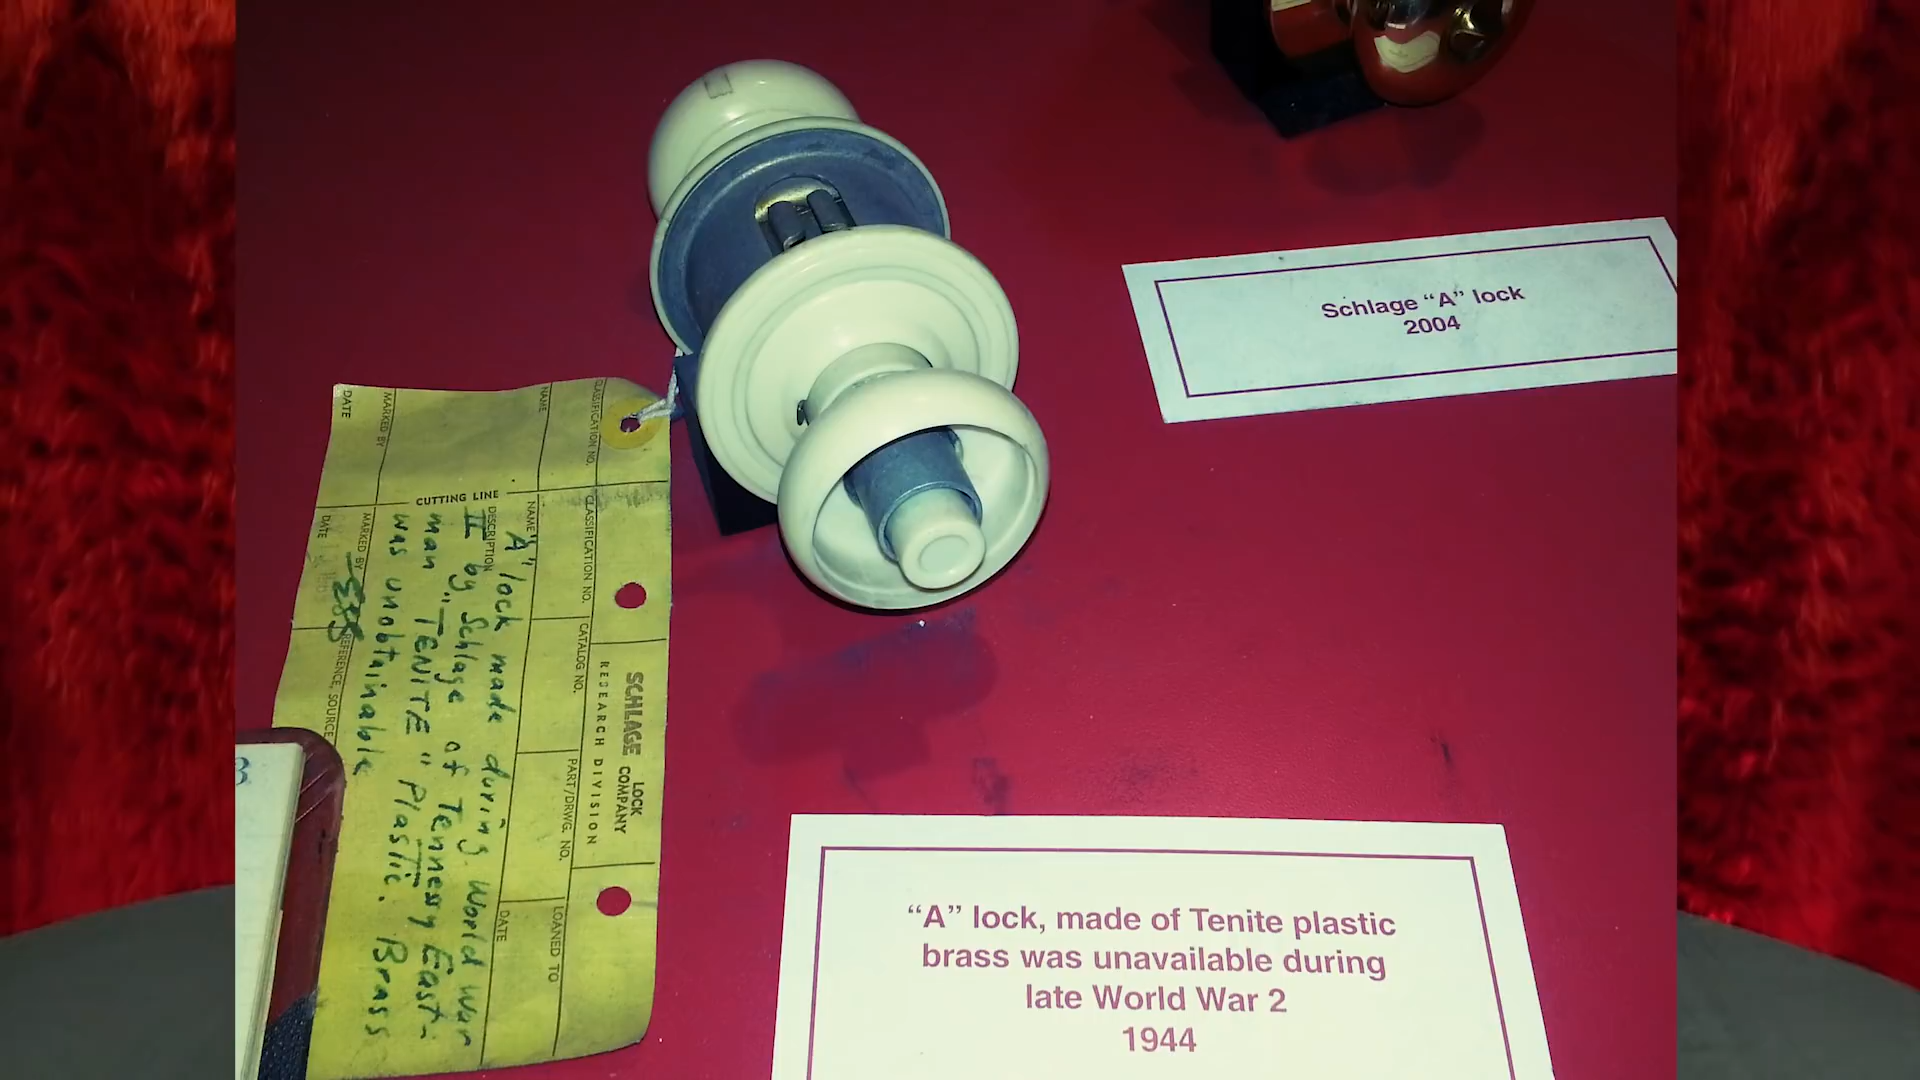 Schlage “A” lock
2004
“A” lock, made of Tenite plastic
brass was unavailable during
late World War 2
1944
SCHLAGE LOCK COMPANY
RESEARCH DIVISION
CLASSIFICATION NO.
CATALOG NO.
PART/DRWG. NO.
LOANED TO
NAME
DATE
"A" lock made during World War
DESCRIPTION
II by Schlage of Tennessy East-
man "TENITE" Plastic. Brass
was unobtainable
MARKED BY
REFERENCE, SOURCE
DATE
CUTTING LINE
CLASSIFICATION NO.
NAME
MARKED BY
DATE